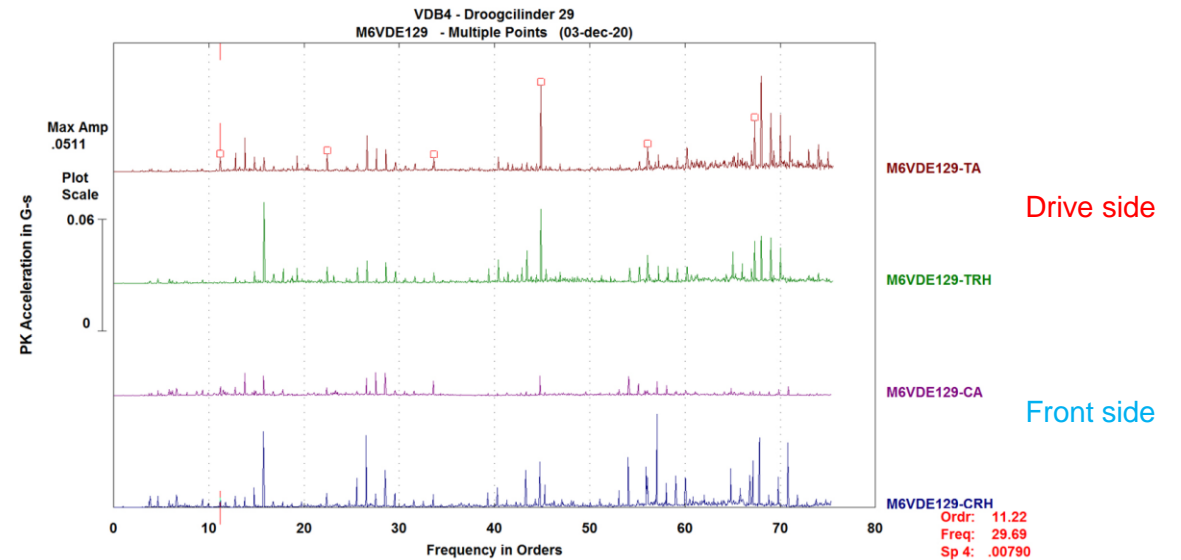 VDB4 - Droogcilinder 29
M6VDE129 - Multiple Points (03-dec-20)
Max Amp
.0511
Plot
Scale
0.06
0
PK Acceleration in G-s
M6VDE129-TA
Drive side
M6VDE129-TRH
M6VDE129-CA
Front side
M6VDE129-CRH
0 10 20 30 40 50 60 70 80
Frequency in Orders
Ordr: 11.22
Freq: 29.69
Sp 4: .00790